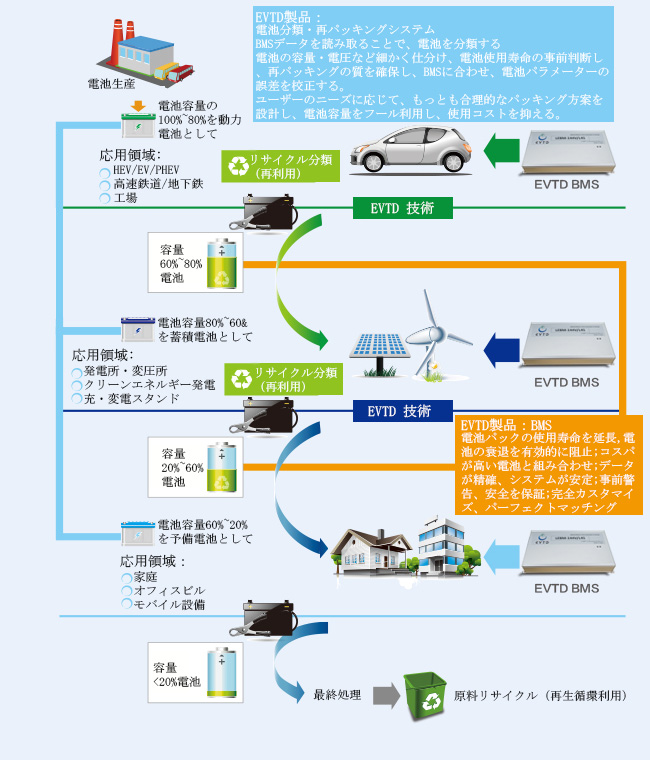 EVTD製品：
電池分類・再パッキングシステム
BMSデータを読み取ることで、電池を分類する
電池の容量・電圧など細かく仕分け、電池使用寿命の事前判断し
、再パッキングの質を確保し、BMSに合わせ、電池パラメーターの
誤差を校正する。
ユーザーのニーズに応じて、もっとも合理的なパッキング方案を
設計し、電池容量をフール利用し、使用コストを抑える。
電池生産
電池容量の
100%~80%を動力
電池として
応用領域：
HEV/EV/PHEV
高速鉄道/地下鉄
工場
リサイクル分類
（再利用）
EVTD
EVTD BMS
EVTD 技術
容量
60%~80%
電池
電池容量80%~60&
を蓄積電池として
応用領域：
発電所・変圧所
クリーンエネルギー発電
充・変電スタンド
リサイクル分類
（再利用）
EVTD
EVTD BMS
EVTD 技術
EVTD製品：BMS
電池パックの使用寿命を延長,電
池の衰退を有効的に阻止;コスパ
が高い電池と組み合わせ;データ
が精確、システムが安定;事前警
告、安全を保証;完全カスタマイ
ズ、パーフェクトマッチング
容量
20%~60%
電池
電池容量60%~20%
を予備電池として
応用領域：
家庭
オフィスビル
モバイル設備
EVTD
EVTD BMS
容量
<20%電池
最終処理
原料リサイクル（再生循環利用）